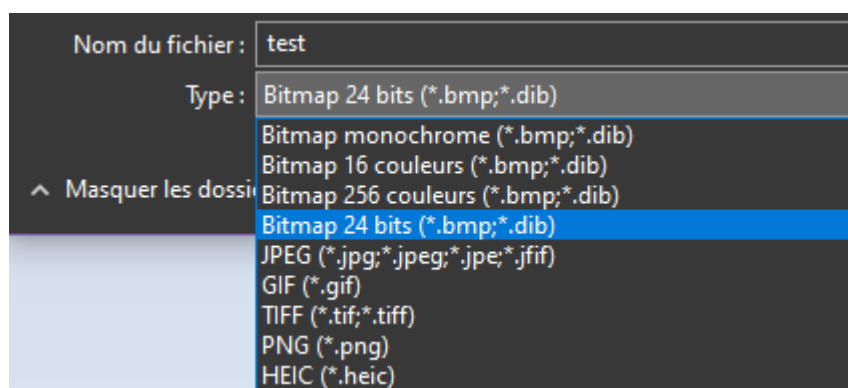 Nom du fichier : test
Type : Bitmap 24 bits (*.bmp;*.dib)
Bitmap monochrome (*.bmp;*.dib)
Bitmap 16 couleurs (*.bmp;*.dib)
Masquer les dossi
Bitmap 256 couleurs (*.bmp;*.dib)
Bitmap 24 bits (*.bmp;*.dib)
JPEG (*.jpg;*.jpeg;*.jpe;*.jfif)
GIF (*.gif)
TIFF (*.tif;*.tiff)
PNG (*.png)
HEIC (*.heic)